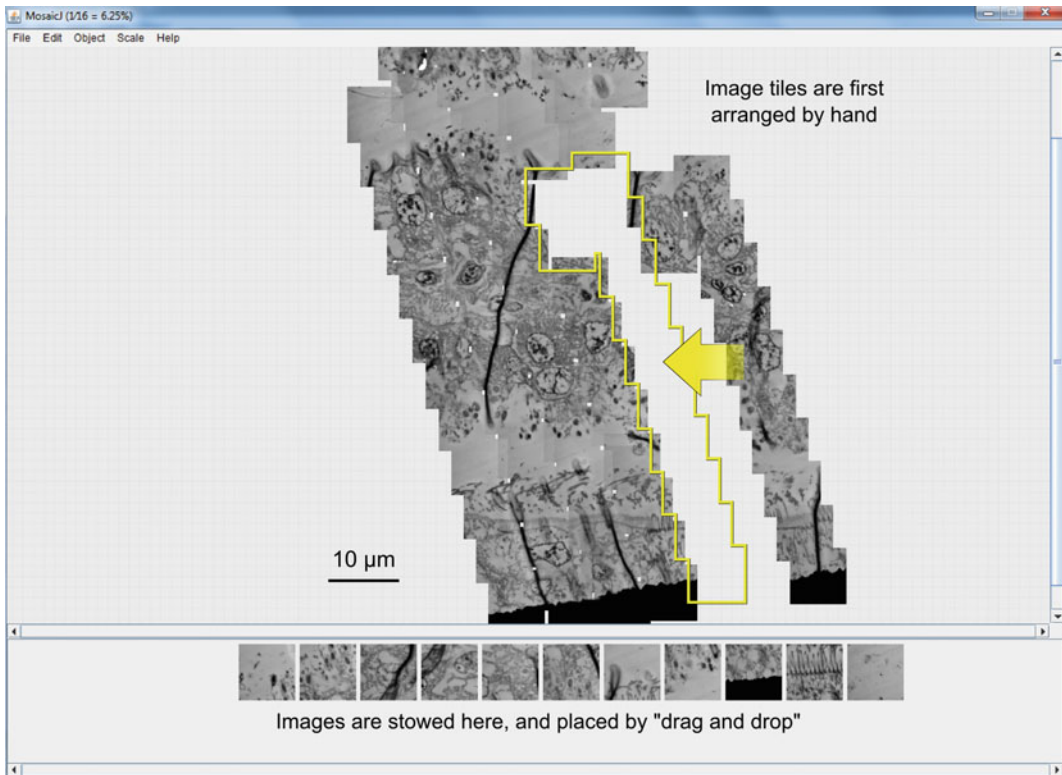 MosaicJ (1/16 = 6.25%)
File Edit Object Scale Help
Image tiles are first
arranged by hand
10 µm
Images are stowed here, and placed by "drag and drop"